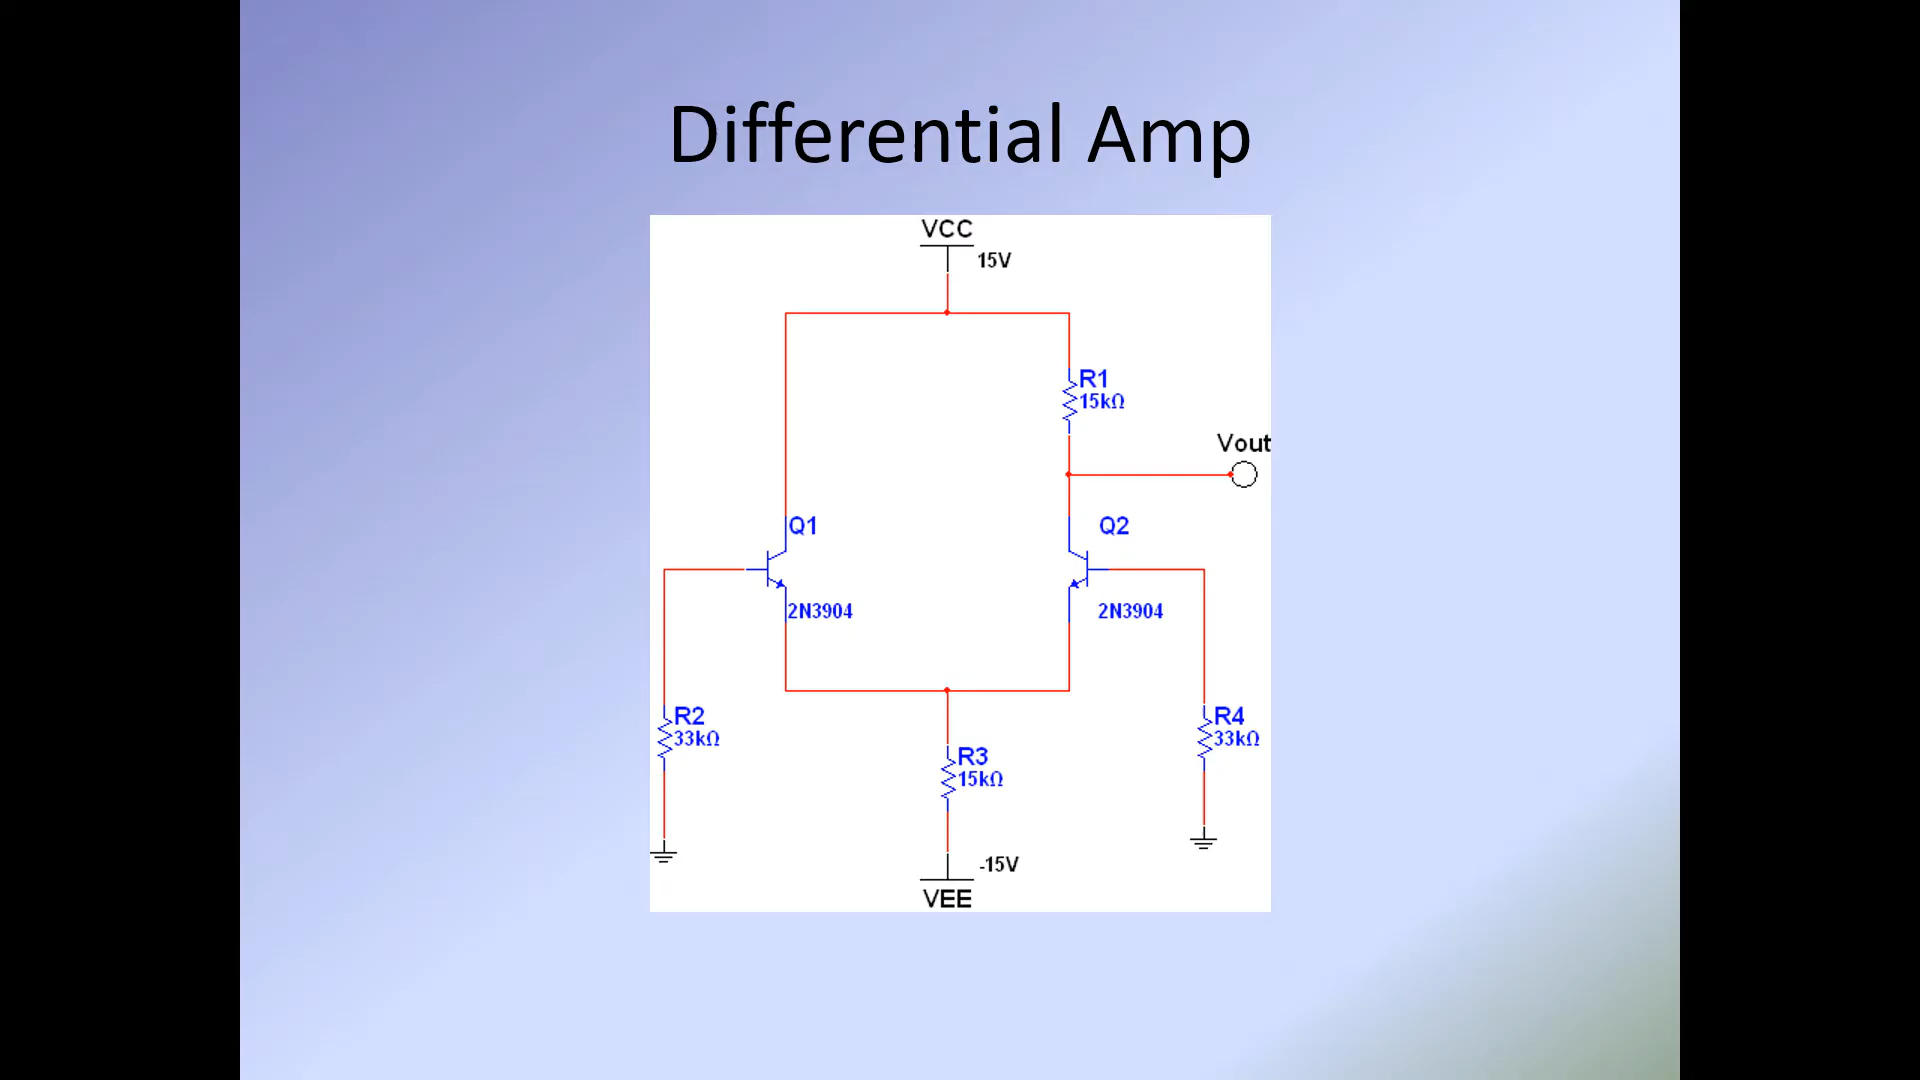 Differential Amp
VCC
15V
R1
15kΩ
Vout
Q1
Q2
2N3904
2N3904
R2
33kΩ
R4
33kΩ
R3
15kΩ
-15V
VEE